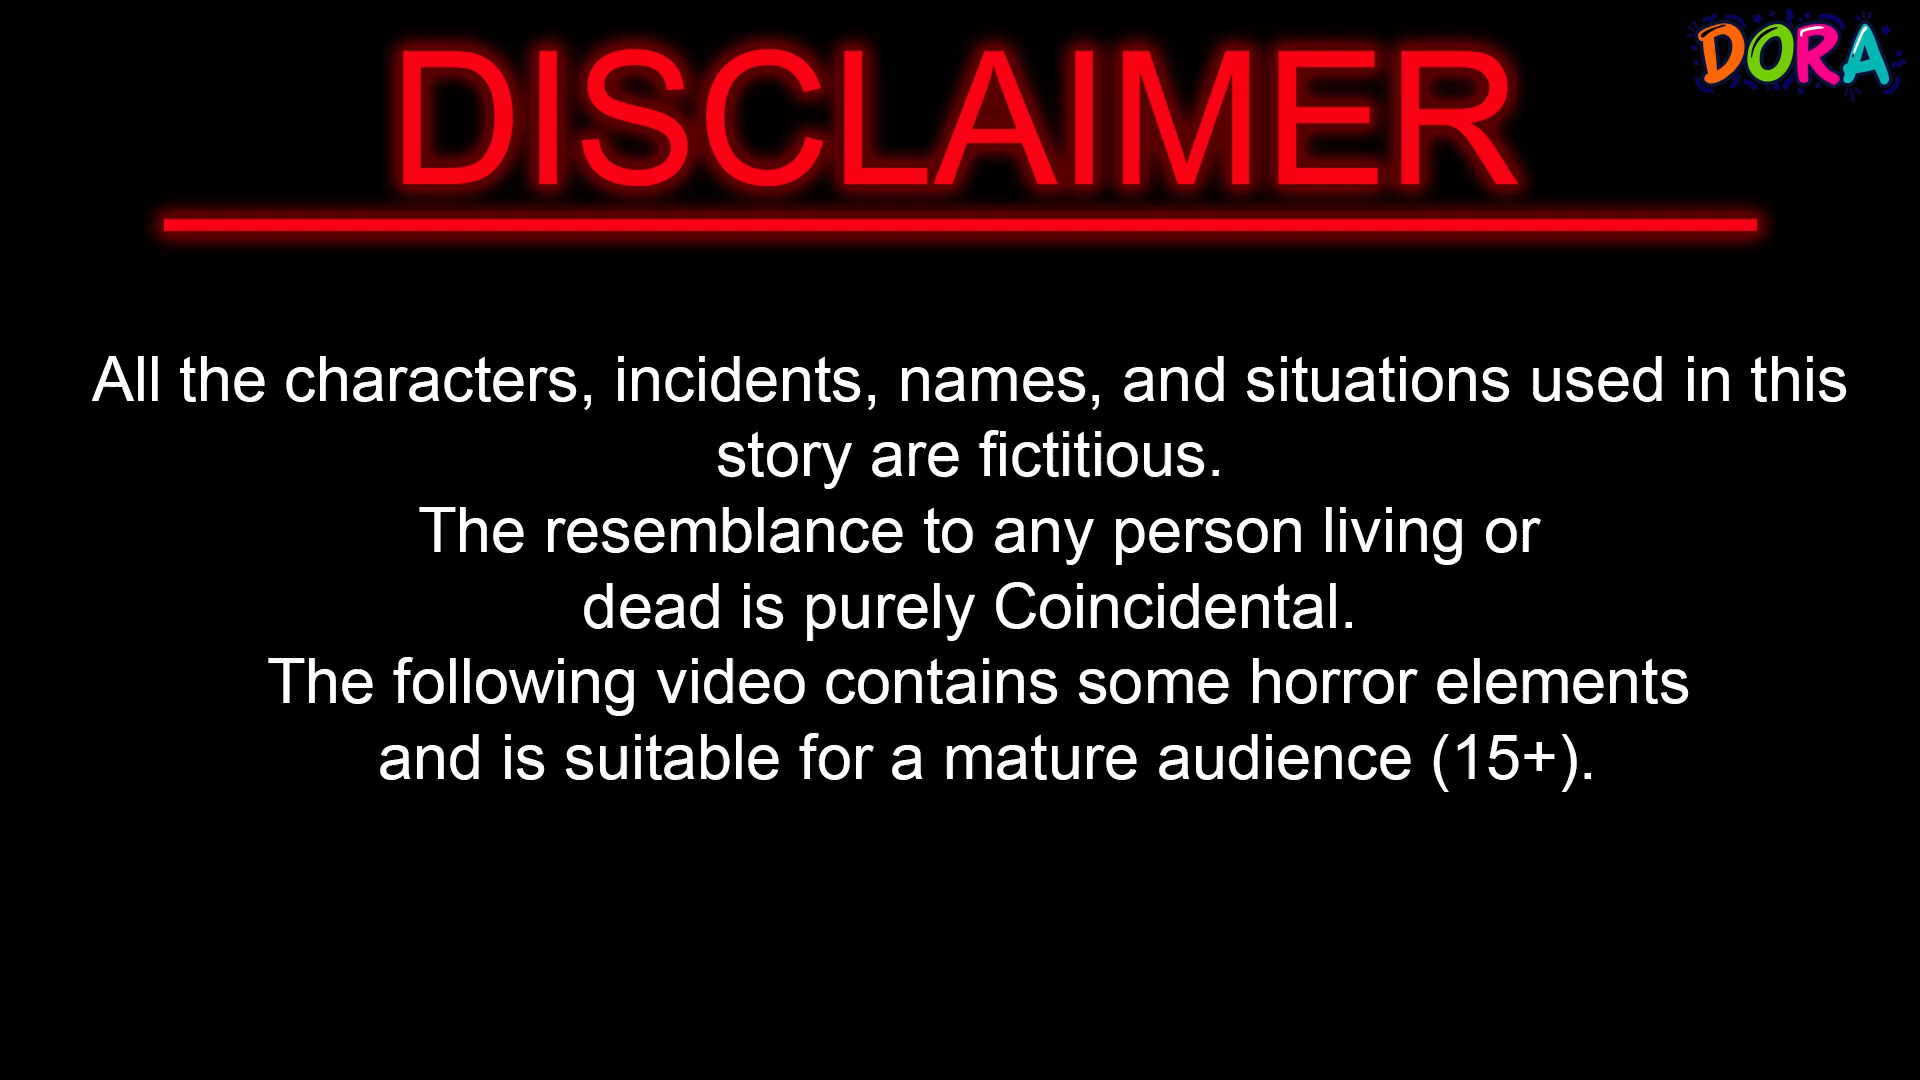 DISCLAIMER
DORA
All the characters, incidents, names, and situations used in this
story are fictitious.
The resemblance to any person living or
dead is purely Coincidental.
The following video contains some horror elements
and is suitable for a mature audience (15+).